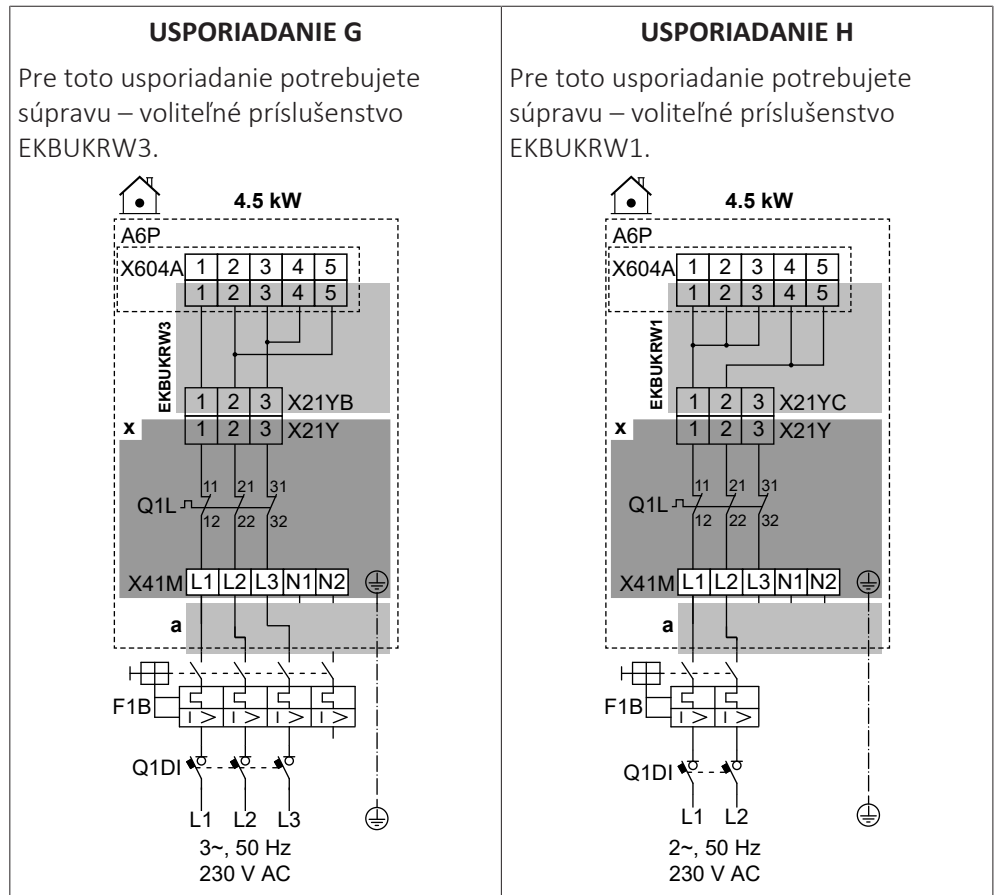 USPORIADANIE G
Pre toto usporiadanie potrebujete
súpravu – voliteľné príslušenstvo
EKBUKRW3.
4.5 kW
A6P
X604A 1 2 3 4 5
1 2 3 4 5
EKBUKRW3
1 2 3 X21YB
x 1 2 3 X21Y
11 21 31
Q1L
12 22 32
X41M L1 L2 L3 N1 N2
a
F1B
I > I > I > I >
Q1DI
L1 L2 L3
3~, 50 Hz
230 V AC
USPORIADANIE H
Pre toto usporiadanie potrebujete
súpravu – voliteľné príslušenstvo
EKBUKRW1.
4.5 kW
A6P
X604A 1 2 3 4 5
1 2 3 4 5
EKBUKRW1
1 2 3 X21YC
x 1 2 3 X21Y
11 21 31
Q1L
12 22 32
X41M L1 L2 L3 N1 N2
a
F1B
I > I >
Q1DI
L1 L2
2~, 50 Hz
230 V AC